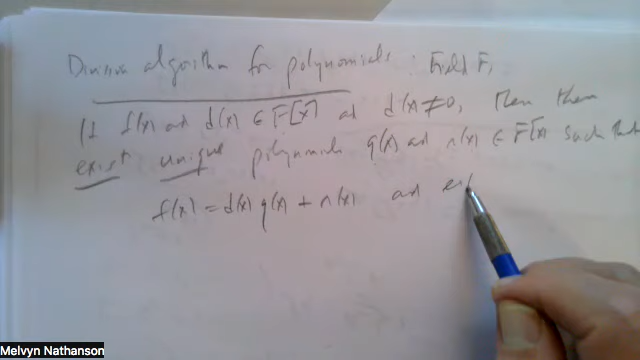 Division algorithm for polynomials: Field F,
If f(x) and d(x) ∈ F[x] and d(x) ≠ 0, then there
exist unique polynomials q(x) and r(x) ∈ F[x] such that
f(x) = d(x) q(x) + r(x) and
Melvyn Nathanson